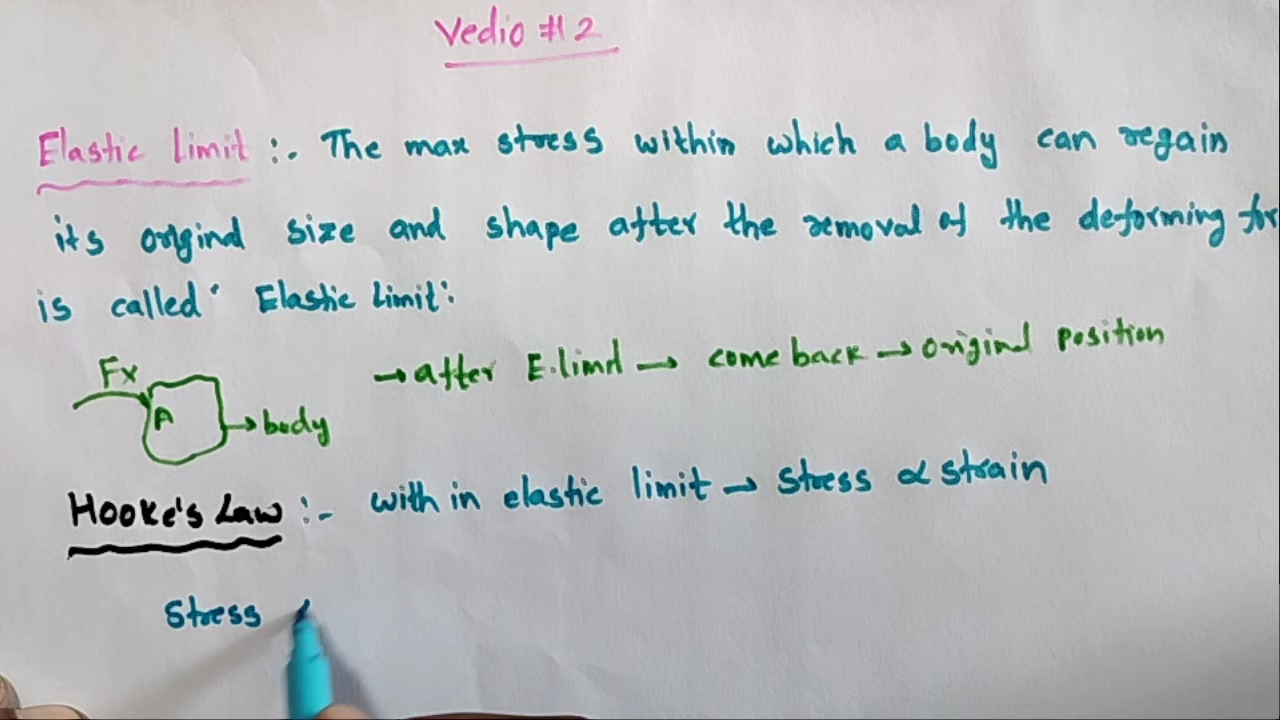 Vedio #2
Elastic Limit :. The max stress within which a body can regain
its original size and shape after the removal of the deforming for
is called ' Elastic Limit:
Fx
A
→ body
→ after E.limit → come back → original position
Hooke's Law :- with in elastic limit → stress ∝ strain
Stress